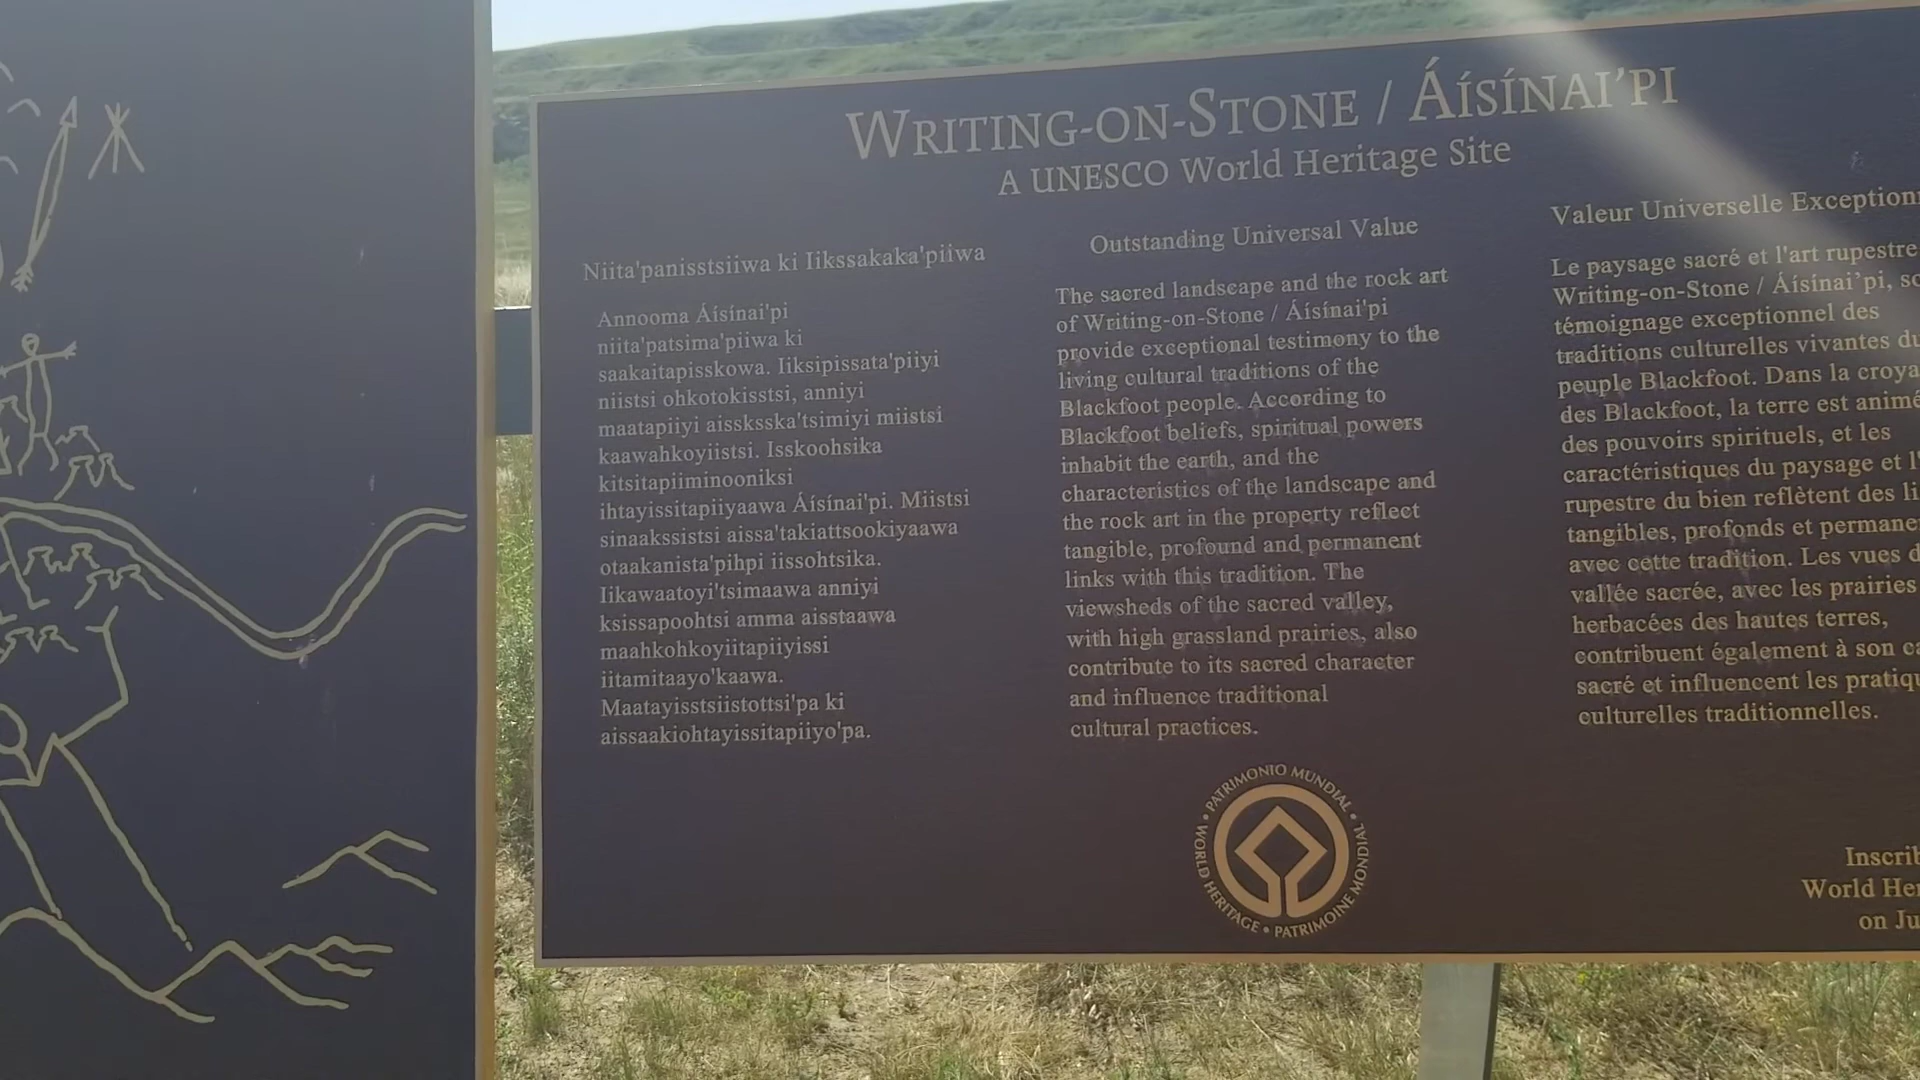 WRITING-ON-STONE / ÁÍSÍNAI'PI
A UNESCO World Heritage Site
Niita'panisstsiiwa ki Iikssakaka'piiwa
Annooma Áísínai'pi
niita'patsima'piiwa ki
saakaitapisskowa. Iiksipissata'piiyi
niistsi ohkotokisstsi, anniyi
maatapiiyi aissksska'tsimiyi miistsi
kaawahkoyiistsi. Isskoohsika
kitsitapiiminooniksi
ihtayissitapiiyaawa Áísínai'pi. Miistsi
sinaakssistsi aissa'takiattsookiyaawa
otaakanista'pihpi iissohtsika.
Iikawaatoyi'tsimaawa anniyi
ksissapoohtsi amma aisstaawa
maahkohkoyiitapiiyissi
iitamitaayo'kaawa.
Maatayisstsiistottsi'pa ki
aissaakiohtayissitapiiyo'pa.
Outstanding Universal Value
The sacred landscape and the rock art
of Writing-on-Stone / Áísínai'pi
provide exceptional testimony to the
living cultural traditions of the
Blackfoot people. According to
Blackfoot beliefs, spiritual powers
inhabit the earth, and the
characteristics of the landscape and
the rock art in the property reflect
tangible, profound and permanent
links with this tradition. The
viewsheds of the sacred valley,
with high grassland prairies, also
contribute to its sacred character
and influence traditional
cultural practices.
Valeur Universelle
Le paysage sacré et l'art rupestre
Writing-on-Stone / Áísínai'pi,
témoignage exceptionnel des
traditions culturelles vivantes
peuple Blackfoot. Dans la
des Blackfoot, la terre est
des pouvoirs spirituels, et les
caractéristiques du paysage et
rupestre du bien reflètent des
tangibles, profonds et
avec cette tradition. Les vues
vallée sacrée, avec les prairies
herbacées des hautes terres,
contribuent également à son
sacré et influencent les
culturelles traditionnelles.
PATRIMONIO MUNDIAL • WORLD HERITAGE • PATRIMOINE MONDIAL •
World
on